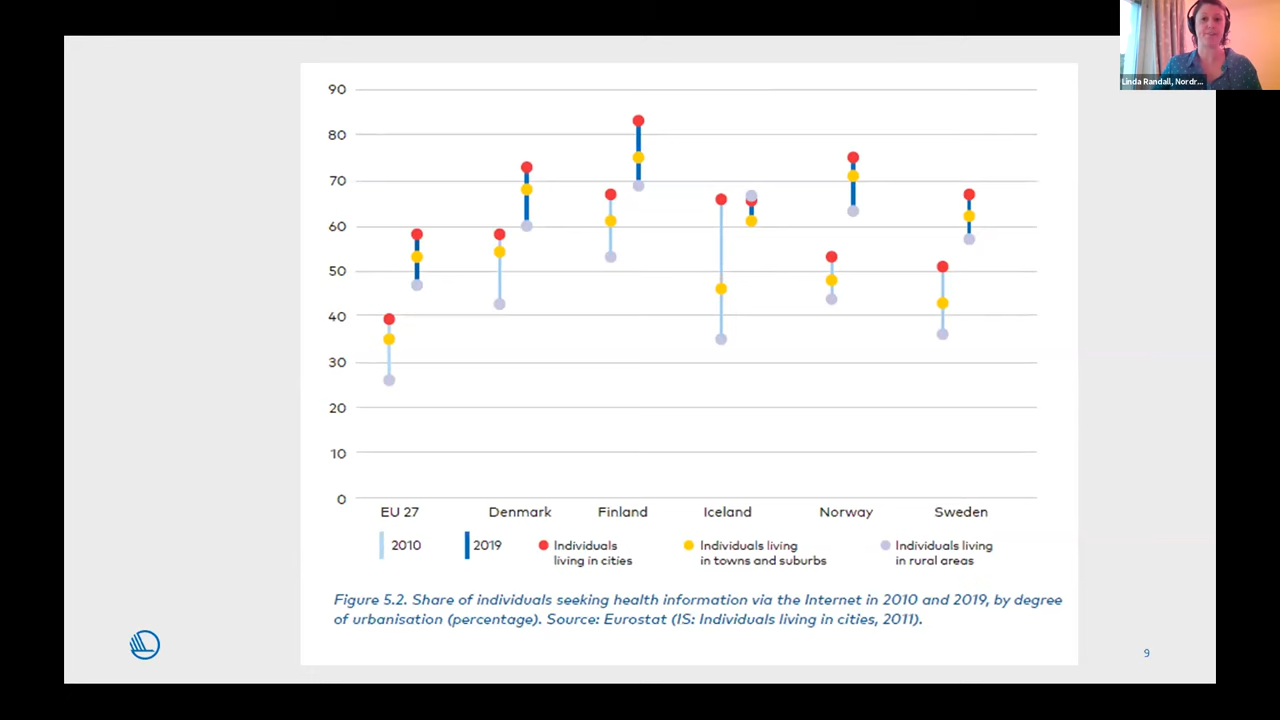 Linda Randall, Nordr...
90
80
70
60
50
40
30
20
10
0
EU 27 Denmark Finland Iceland Norway Sweden
2010 2019 Individuals living in cities Individuals living in towns and suburbs Individuals living in rural areas
Figure 5.2. Share of individuals seeking health information via the Internet in 2010 and 2019, by degree
of urbanisation (percentage). Source: Eurostat (IS: Individuals living in cities, 2011).
9